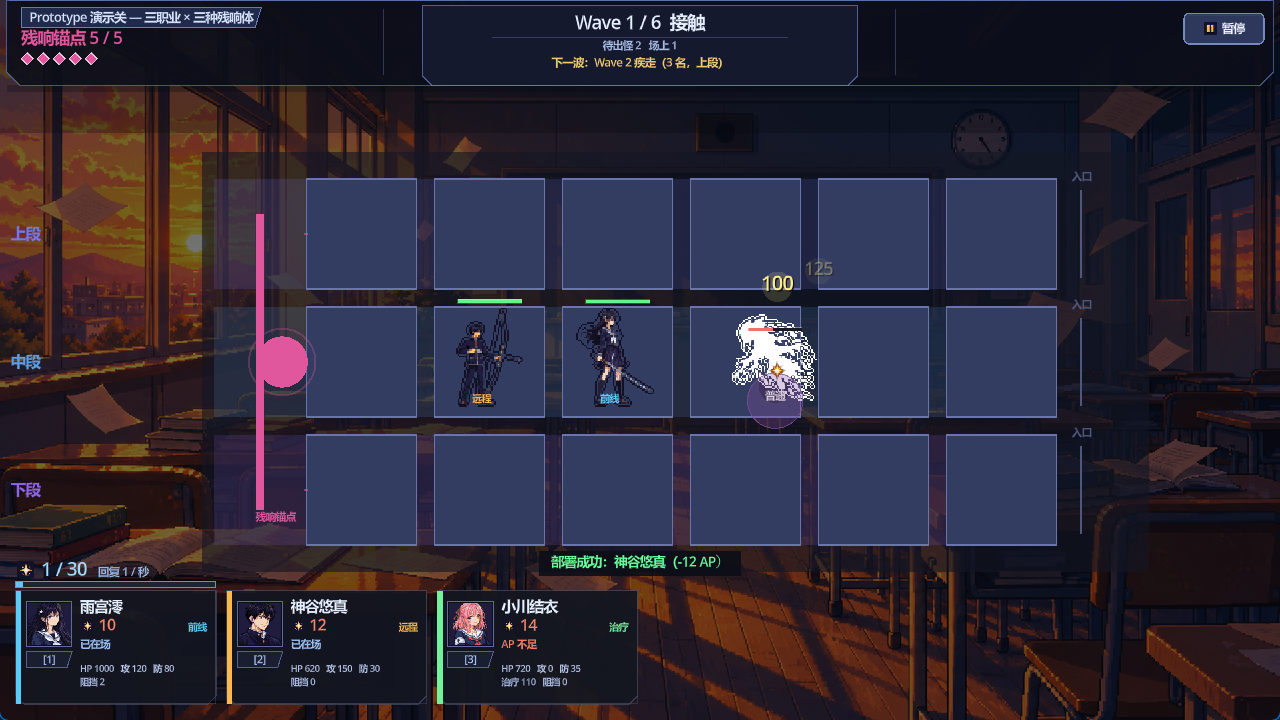 Prototype 演示关 — 三职业 × 三种残响体
残响锚点 5 / 5
Wave 1 / 6 接触
待出怪 2 场上 1
下一波: Wave 2 疾走 (3 名, 上段)
暂停
入口
上段
125
100
入口
中段
远程
前线
普通
入口
下段
残响锚点
部署成功: 神谷悠真 (-12 AP)
1 / 30 回复 1 / 秒
雨宫澪
10
前线
已在场
[1]
HP 1000 攻 120 防 80
阻挡 2
神谷悠真
12
远程
已在场
[2]
HP 620 攻 150 防 30
阻挡 0
小川结衣
14
治疗
AP 不足
[3]
HP 720 攻 0 防 35
治疗 110 阻挡 0